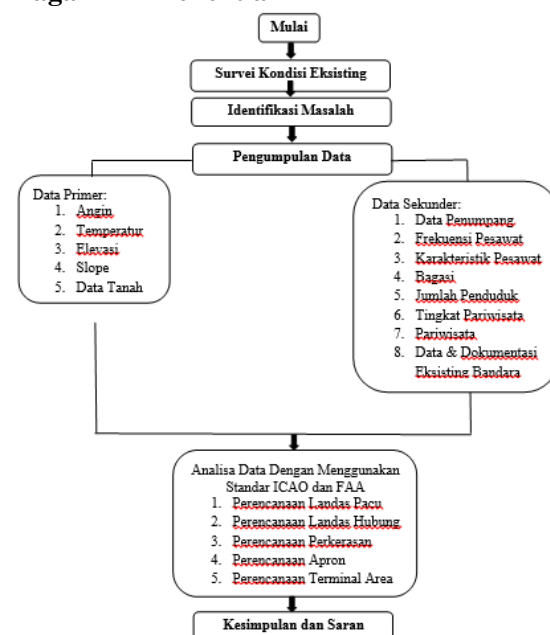 Mulai
Survei Kondisi Eksisting
Identifikasi Masalah
Pengumpulan Data
Data Primer:
1. Angin
2. Temperatur
3. Elevasi
4. Slope
5. Data Tanah
Data Sekunder:
1. Data Penumpang
2. Frekuensi Pesawat
3. Karakteristik Pesawat
4. Bagasi
5. Jumlah Penduduk
6. Tingkat Pariwisata
7. Pariwisata
8. Data & Dokumentasi
Eksisting Bandara
Analisa Data Dengan Menggunakan
Standar ICAO dan FAA
1. Perencanaan Landas Pacu
2. Perencanaan Landas Hubung
3. Perencanaan Perkerasan
4. Perencanaan Apron
5. Perencanaan Terminal Area
Kesimpulan dan Saran